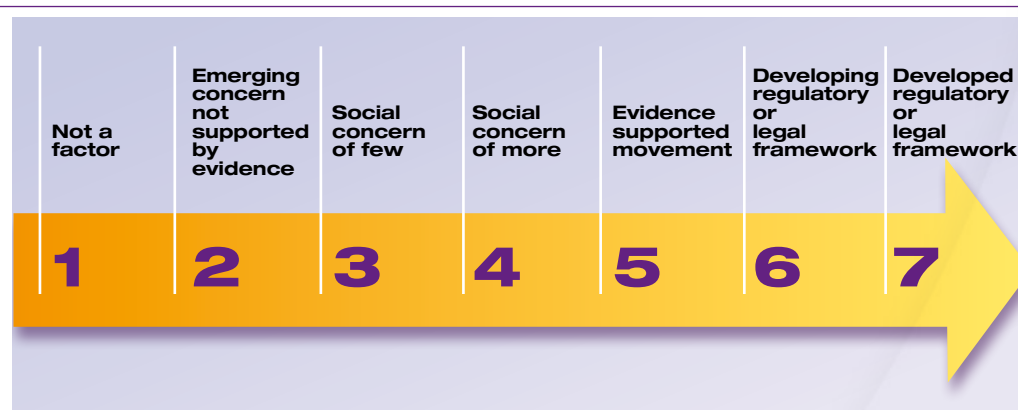 Not a
factor
Emerging
concern
not
supported
by
evidence
Social
concern
of few
Social
concern
of more
Evidence
supported
movement
Developing
regulatory
or
legal
framework
Developed
regulatory
or
legal
framework
1
2
3
4
5
6
7